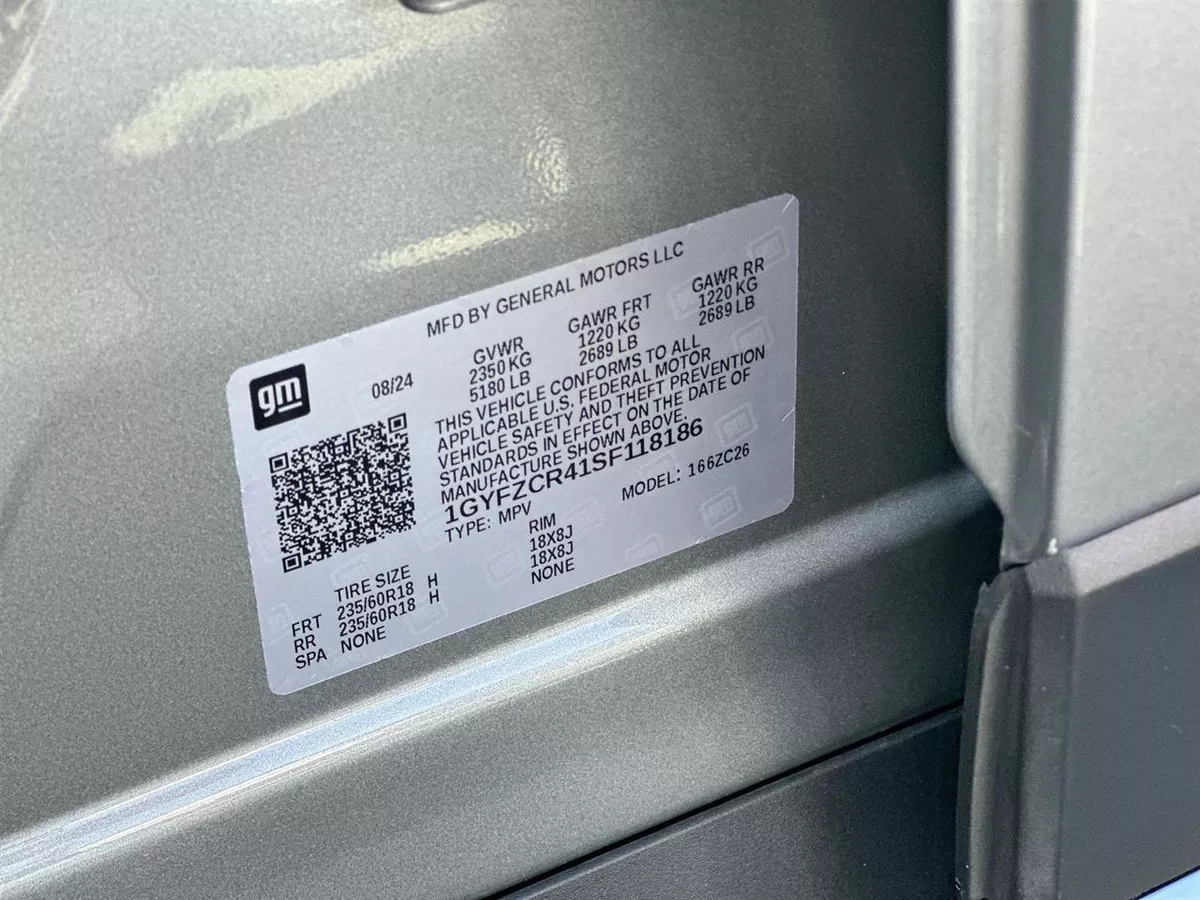 MFD BY GENERAL MOTORS LLC
gm
08/24
GVWR GAWR FRT GAWR RR
2350 KG 1220 KG 1220 KG
5180 LB 2689 LB 2689 LB
THIS VEHICLE CONFORMS TO ALL
APPLICABLE U.S. FEDERAL MOTOR
VEHICLE SAFETY AND THEFT PREVENTION
STANDARDS IN EFFECT ON THE DATE OF
MANUFACTURE SHOWN ABOVE.
1GYFZCR41SF118186
TYPE: MPV MODEL: 166ZC26
TIRE SIZE RIM
FRT 235/60R18 H 18X8J
RR 235/60R18 H 18X8J
SPA NONE NONE